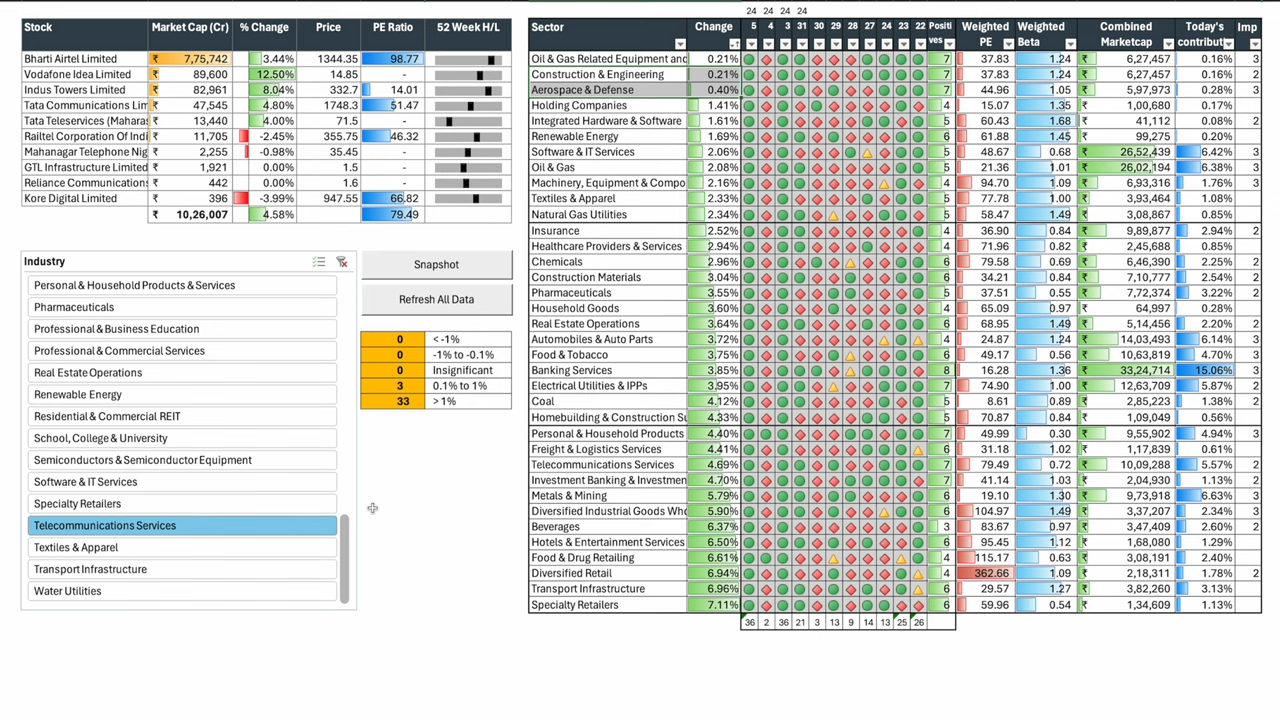 Stock Market Cap (Cr) % Change Price PE Ratio 52 Week H/L
Bharti Airtel Limited ₹ 7,75,742 3.44% 1344.35 98.77
Vodafone Idea Limited ₹ 89,600 12.50% 14.85 -
Indus Towers Limited ₹ 82,961 8.04% 332.7 14.01
Tata Communications Lim ₹ 47,545 4.80% 1748.3 51.47
Tata Teleservices (Maharas ₹ 13,440 4.00% 71.5 -
Railtel Corporation Of Indi ₹ 11,705 -2.45% 355.75 46.32
Mahanagar Telephone Nig ₹ 2,255 -0.98% 35.45 -
GTL Infrastructure Limited ₹ 1,921 0.00% 1.5 -
Reliance Communications ₹ 442 0.00% 1.6 -
Kore Digital Limited ₹ 396 -3.99% 947.55 66.82
₹ 10,26,007 4.58% 79.49
Industry
Personal & Household Products & Services
Pharmaceuticals
Professional & Business Education
Professional & Commercial Services
Real Estate Operations
Renewable Energy
Residential & Commercial REIT
School, College & University
Semiconductors & Semiconductor Equipment
Software & IT Services
Specialty Retailers
Telecommunications Services
Textiles & Apparel
Transport Infrastructure
Water Utilities
Snapshot
Refresh All Data
0 < -1%
0 -1% to -0.1%
0 Insignificant
3 0.1% to 1%
33 > 1%
24 24 24 24
Sector Change 5 4 3 31 30 29 28 27 24 23 22 Positi Weighted Weighted Combined Today's Imp
ves PE Beta Marketcap contribut
Oil & Gas Related Equipment and 0.21% 7 37.83 1.24 ₹ 6,27,457 0.16% 3
Construction & Engineering 0.21% 7 37.83 1.24 ₹ 6,27,457 0.16% 2
Aerospace & Defense 0.40% 7 44.96 1.05 ₹ 5,97,973 0.28% 3
Holding Companies 1.41% 4 15.07 1.35 ₹ 1,00,680 0.17%
Integrated Hardware & Software 1.61% 5 60.43 1.68 ₹ 41,112 0.08% 2
Renewable Energy 1.69% 6 61.88 1.45 ₹ 99,275 0.20%
Software & IT Services 2.06% 5 48.67 0.68 ₹ 26,52,439 6.42% 3
Oil & Gas 2.08% 5 21.36 1.01 ₹ 26,02,194 6.38% 3
Machinery, Equipment & Compo 2.16% 4 94.70 1.09 ₹ 6,93,316 1.76% 3
Textiles & Apparel 2.33% 5 77.78 1.00 ₹ 3,93,464 1.08%
Natural Gas Utilities 2.34% 5 58.47 1.49 ₹ 3,08,867 0.85%
Insurance 2.52% 4 36.90 0.84 ₹ 9,89,877 2.94% 2
Healthcare Providers & Services 2.94% 4 71.96 0.82 ₹ 2,45,688 0.85%
Chemicals 2.96% 6 79.58 0.69 ₹ 6,46,390 2.25% 2
Construction Materials 3.04% 6 34.21 0.84 ₹ 7,10,777 2.54% 2
Pharmaceuticals 3.55% 5 37.51 0.55 ₹ 7,72,374 3.22% 2
Household Goods 3.60% 4 65.09 0.97 ₹ 64,997 0.28%
Real Estate Operations 3.64% 6 68.95 1.49 ₹ 5,14,456 2.20% 2
Automobiles & Auto Parts 3.72% 4 24.87 1.24 ₹ 14,03,493 6.14% 3
Food & Tobacco 3.75% 6 49.17 0.56 ₹ 10,63,819 4.70% 3
Banking Services 3.85% 8 16.28 1.36 ₹ 33,24,714 15.06% 3
Electrical Utilities & IPPs 3.95% 7 74.90 1.00 ₹ 12,63,709 5.87% 2
Coal 4.12% 5 8.61 0.89 ₹ 2,85,223 1.38% 2
Homebuilding & Construction Su 4.33% 6 70.87 0.84 ₹ 1,09,049 0.56%
Personal & Household Products 4.40% 7 49.99 0.30 ₹ 9,55,902 4.94% 3
Freight & Logistics Services 4.41% 6 31.18 1.02 ₹ 1,17,839 0.61%
Telecommunications Services 4.69% 7 79.49 0.72 ₹ 10,09,288 5.57% 2
Investment Banking & Investmen 4.70% 7 41.14 1.03 ₹ 2,04,930 1.13% 2
Metals & Mining 5.79% 6 19.10 1.30 ₹ 9,73,918 6.63% 3
Diversified Industrial Goods Who 5.90% 6 104.97 1.49 ₹ 3,37,207 2.34% 3
Beverages 6.37% 3 83.67 0.97 ₹ 3,47,409 2.60% 2
Hotels & Entertainment Services 6.50% 6 95.45 1.12 ₹ 1,68,080 1.29%
Food & Drug Retailing 6.61% 4 115.17 0.63 ₹ 3,08,191 2.40%
Diversified Retail 6.94% 4 362.66 1.09 ₹ 2,18,311 1.78% 2
Transport Infrastructure 6.96% 6 29.57 1.27 ₹ 3,82,260 3.13%
Specialty Retailers 7.11% 6 59.96 0.54 ₹ 1,34,609 1.13%
36 2 36 21 3 13 9 14 13 25 26